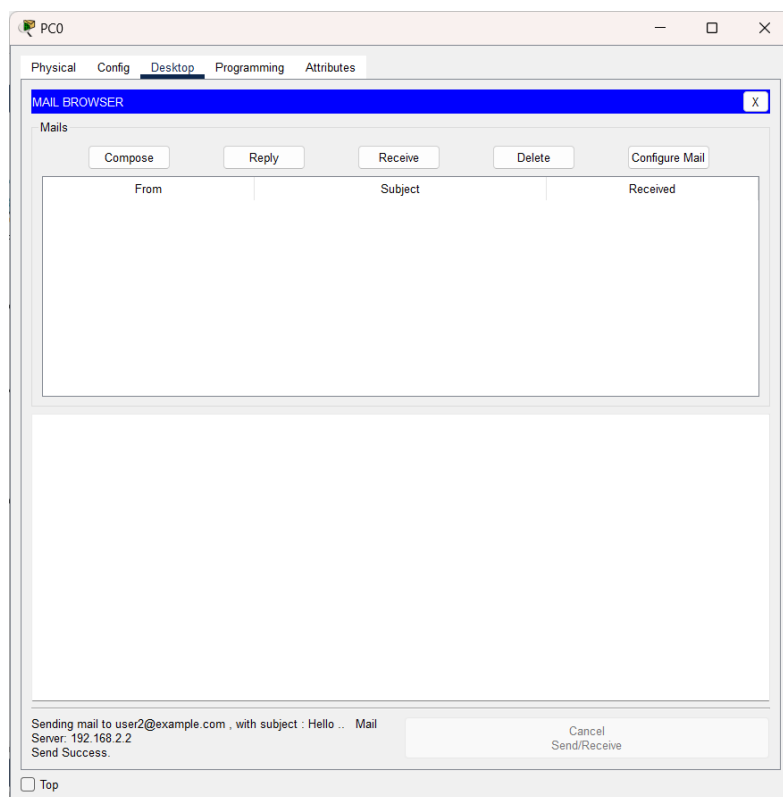 PC0
Physical Config Desktop Programming Attributes
MAIL BROWSER X
Mails
Compose Reply Receive Delete Configure Mail
From Subject Received
Sending mail to user2@example.com , with subject : Hello .. Mail
Server: 192.168.2.2
Send Success.
Cancel
Send/Receive
Top